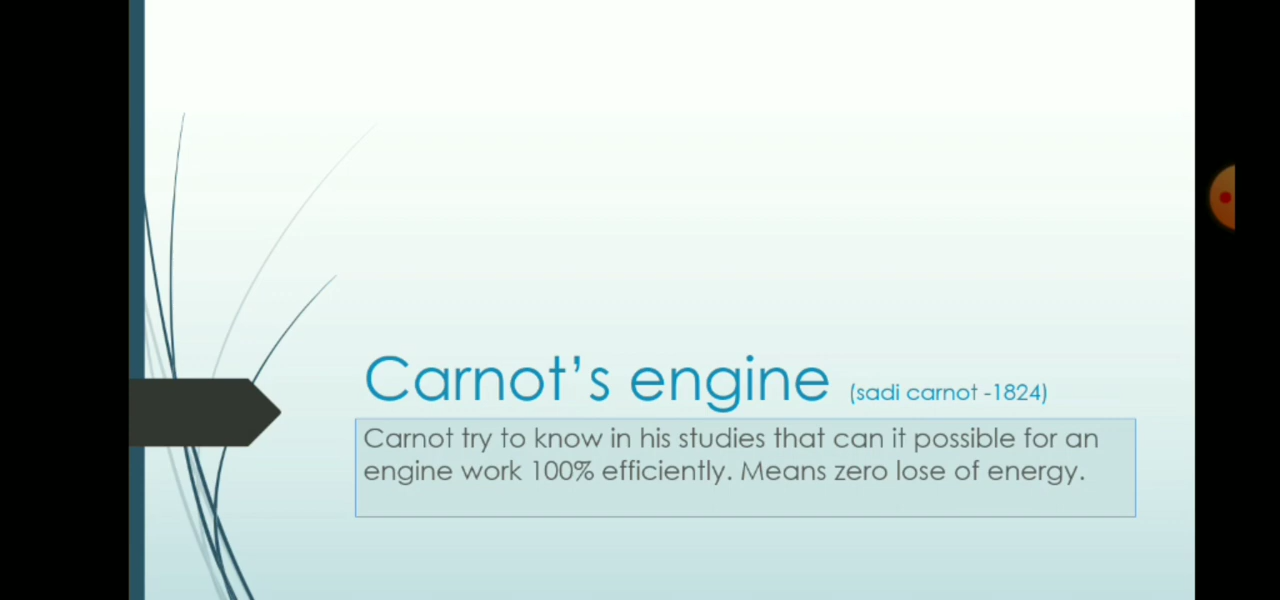 Carnot's engine (sadi carnot -1824)
Carnot try to know in his studies that can it possible for an
engine work 100% efficiently. Means zero lose of energy.